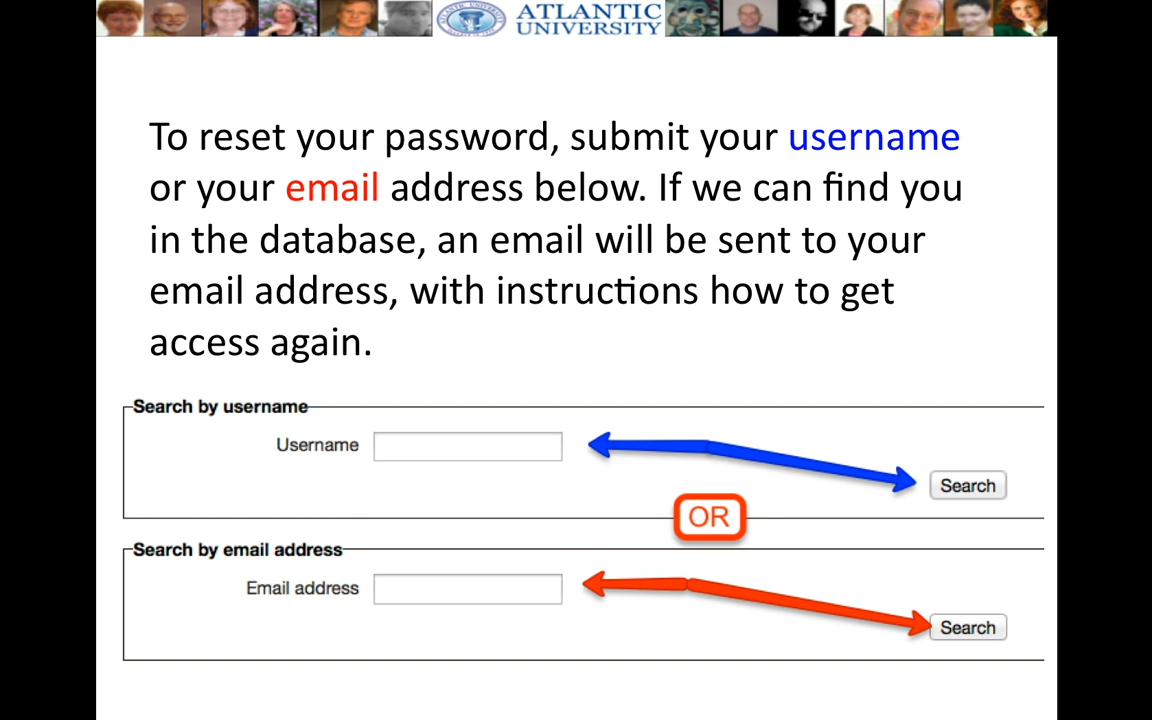 ATLANTIC
UNIVERSITY
To reset your password, submit your username
or your email address below. If we can find you
in the database, an email will be sent to your
email address, with instructions how to get
access again.
Search by username
Username
Search
OR
Search by email address
Email address
Search